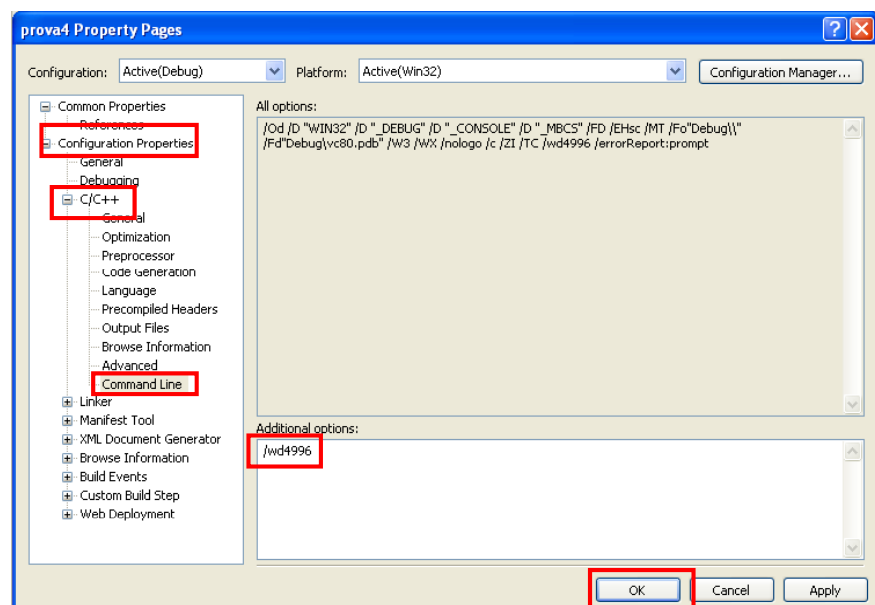 prova4 Property Pages
Configuration: Active(Debug) Platform: Active(Win32) Configuration Manager...
Common Properties
References
Configuration Properties
General
Debugging
C/C++
General
Optimization
Preprocessor
Code Generation
Language
Precompiled Headers
Output Files
Browse Information
Advanced
Command Line
Linker
Manifest Tool
XML Document Generator
Browse Information
Build Events
Custom Build Step
Web Deployment
All options:
/Od /D "WIN32" /D "_DEBUG" /D "_CONSOLE" /D "_MBCS" /FD /EHsc /MT /Fo"Debug\\"
/Fd"Debug\vc80.pdb" /W3 /WX /nologo /c /ZI /TC /wd4996 /errorReport:prompt
Additional options:
/wd4996
OK Cancel Apply